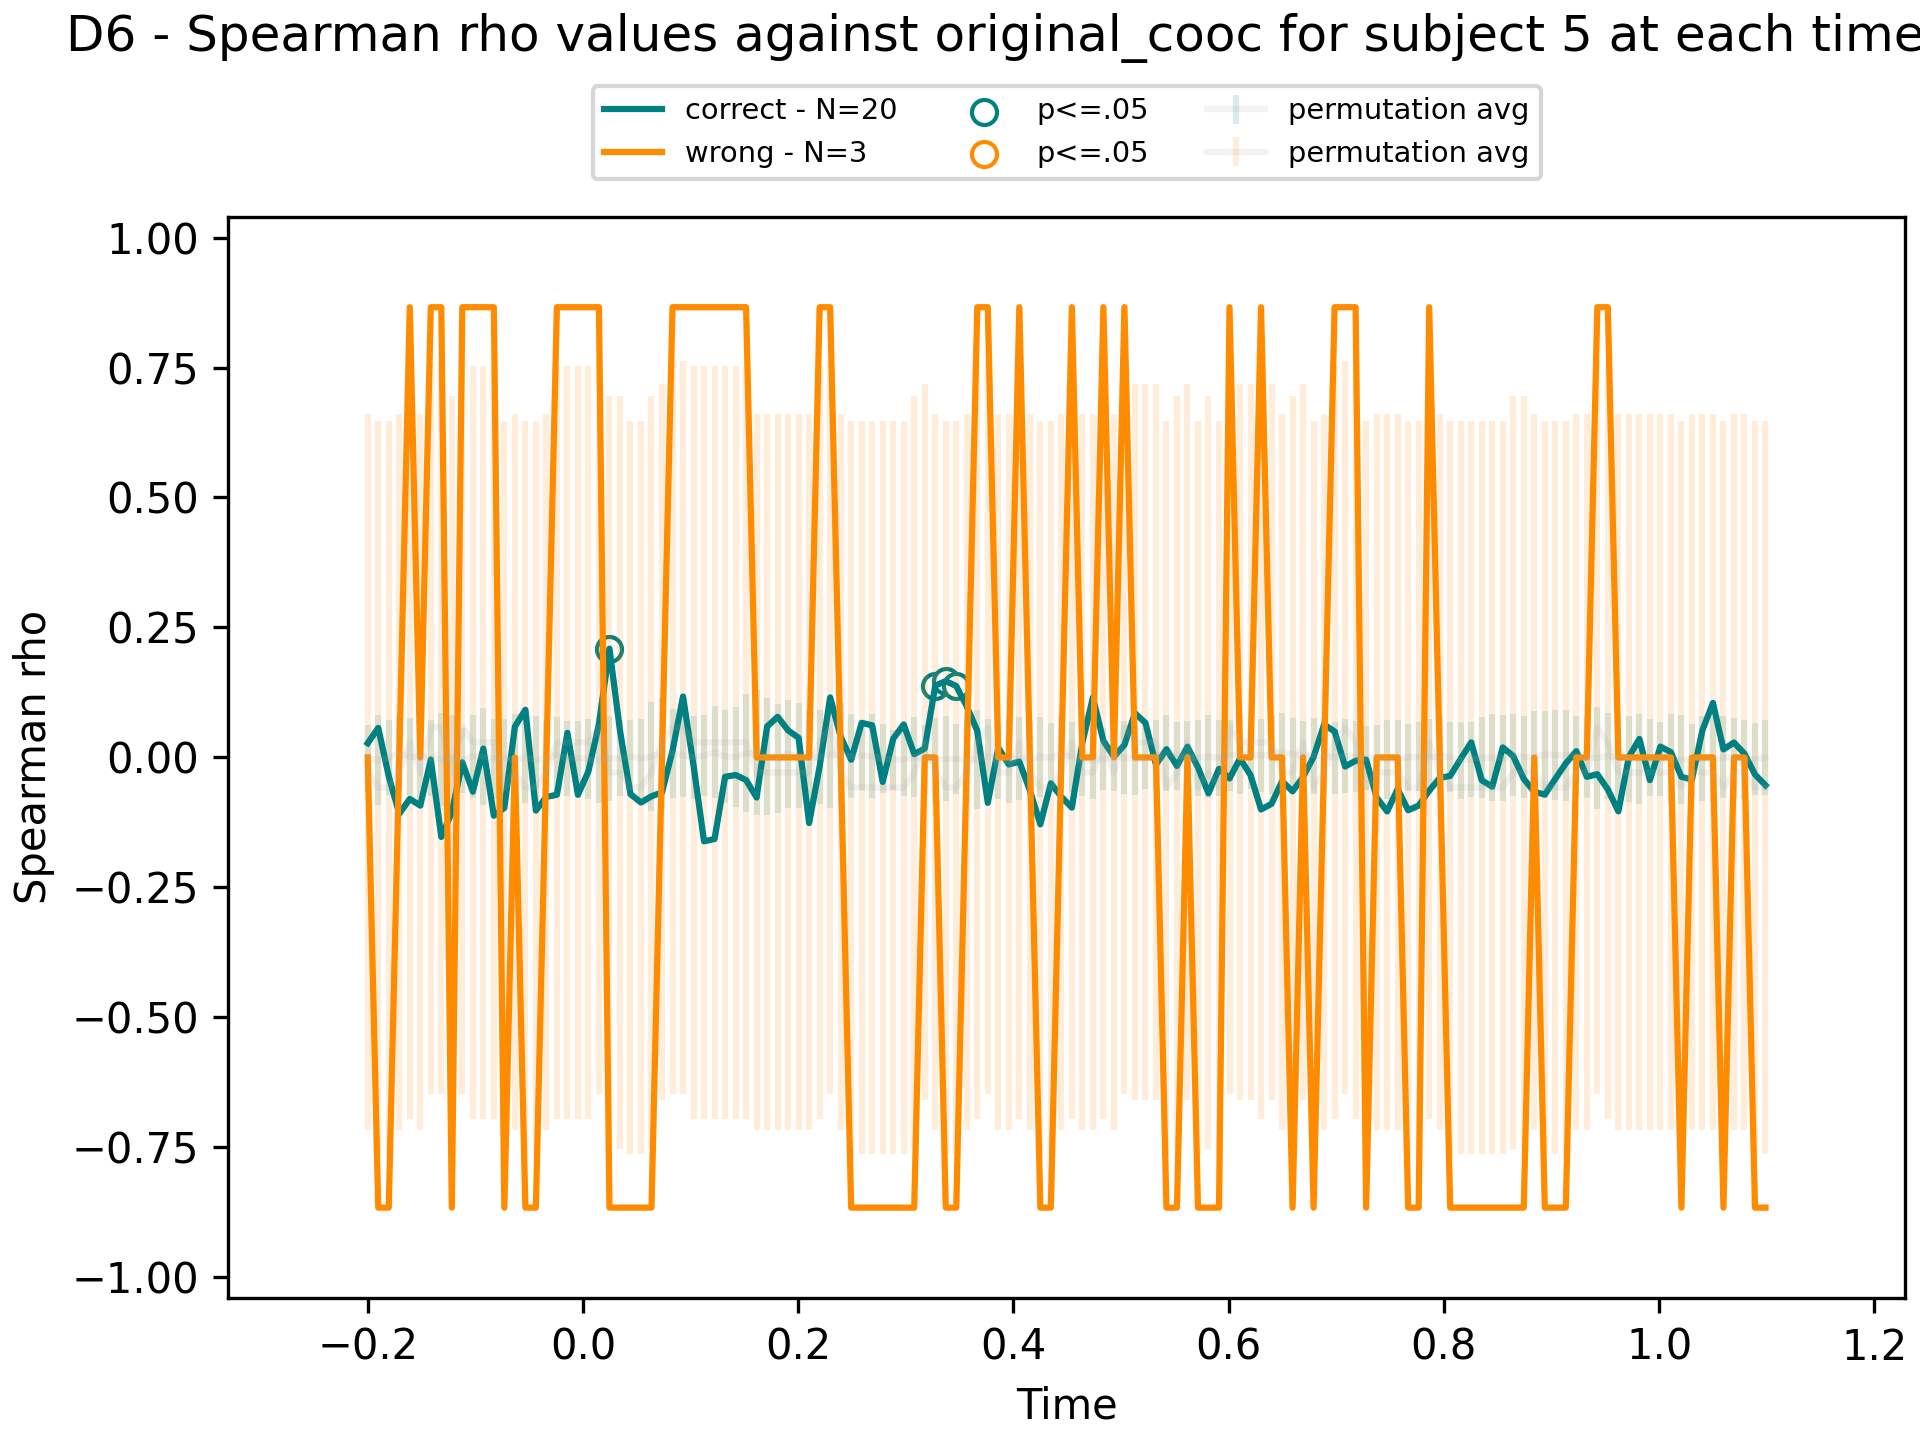 D6 - Spearman rho values against original_cooc for subject 5 at each time
correct - N=20
wrong - N=3
p<=.05
p<=.05
permutation avg
permutation avg
1.00
0.75
0.50
0.25
0.00
−0.25
−0.50
−0.75
−1.00
Spearman rho
−0.2 0.0 0.2 0.4 0.6 0.8 1.0 1.2
Time